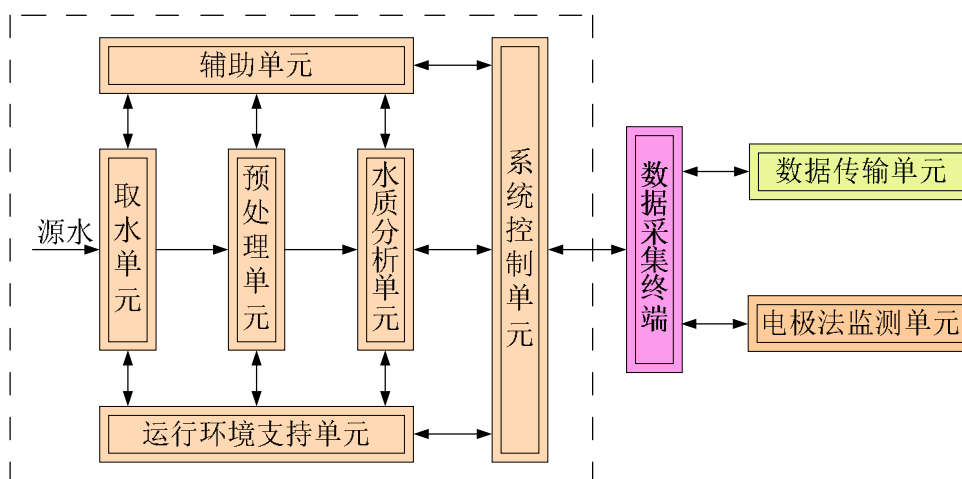 辅助单元
源水
取水单元
预处理单元
水质分析单元
系统控制单元
运行环境支持单元
数据采集终端
数据传输单元
电极法监测单元